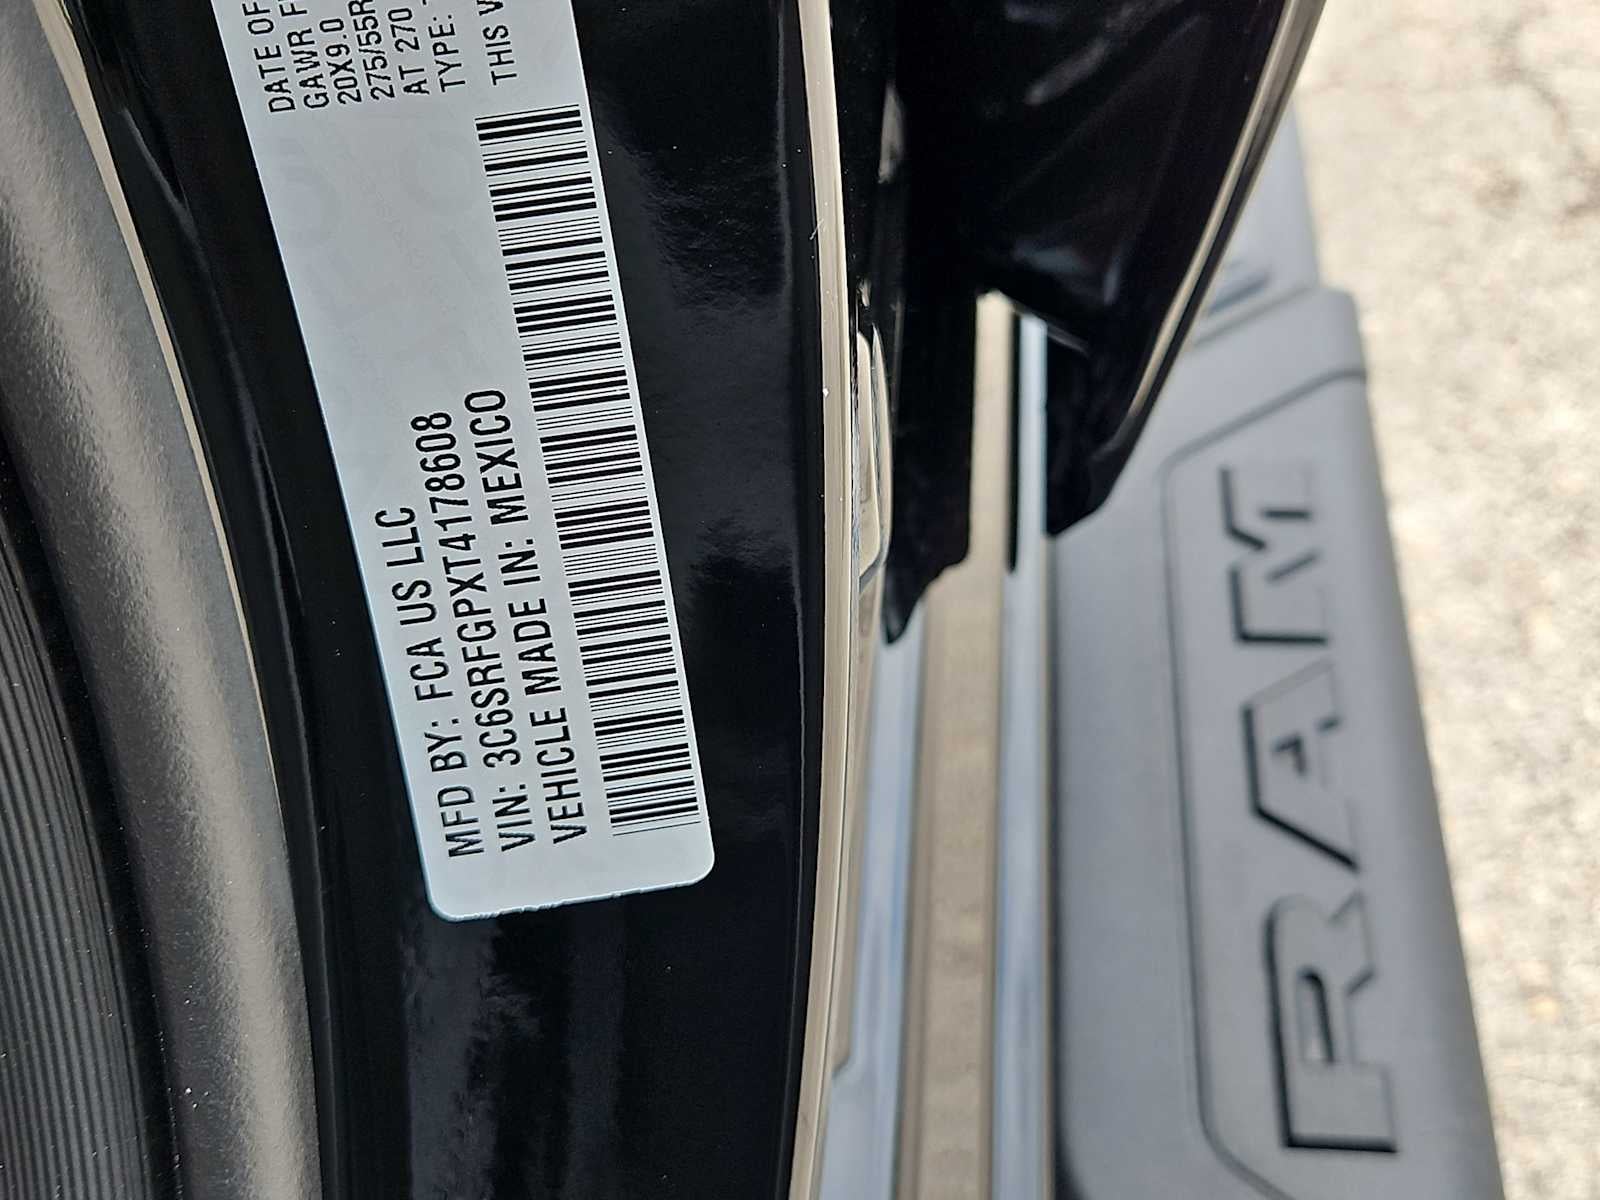 MFD BY: FCA US LLC
VIN: 3C6SRFGPXT4178608
VEHICLE MADE IN: MEXICO
DATE OF
GAWR F
20X9.0
275/55R
AT 270
TYPE:
THIS V
RAM